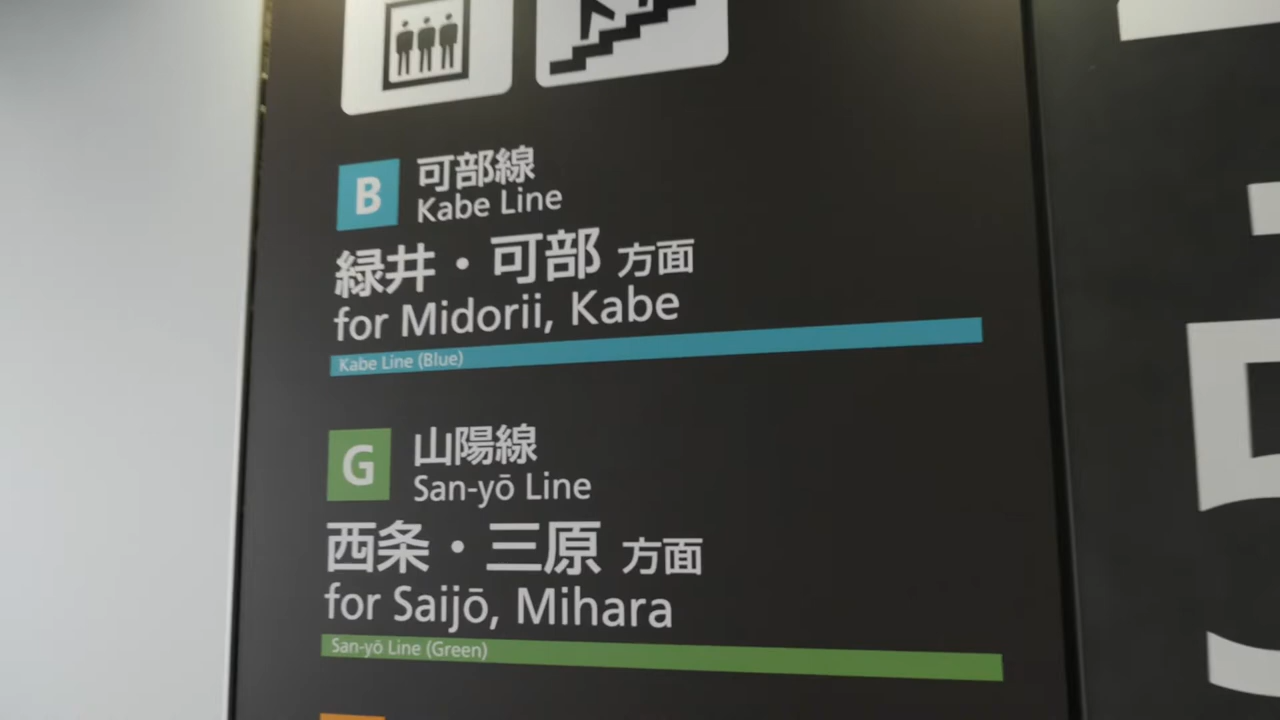 B
可部線
Kabe Line
緑井・可部 方面
for Midorii, Kabe
Kabe Line (Blue)
G
山陽線
San-yō Line
西条・三原 方面
for Saijō, Mihara
San-yō Line (Green)
5